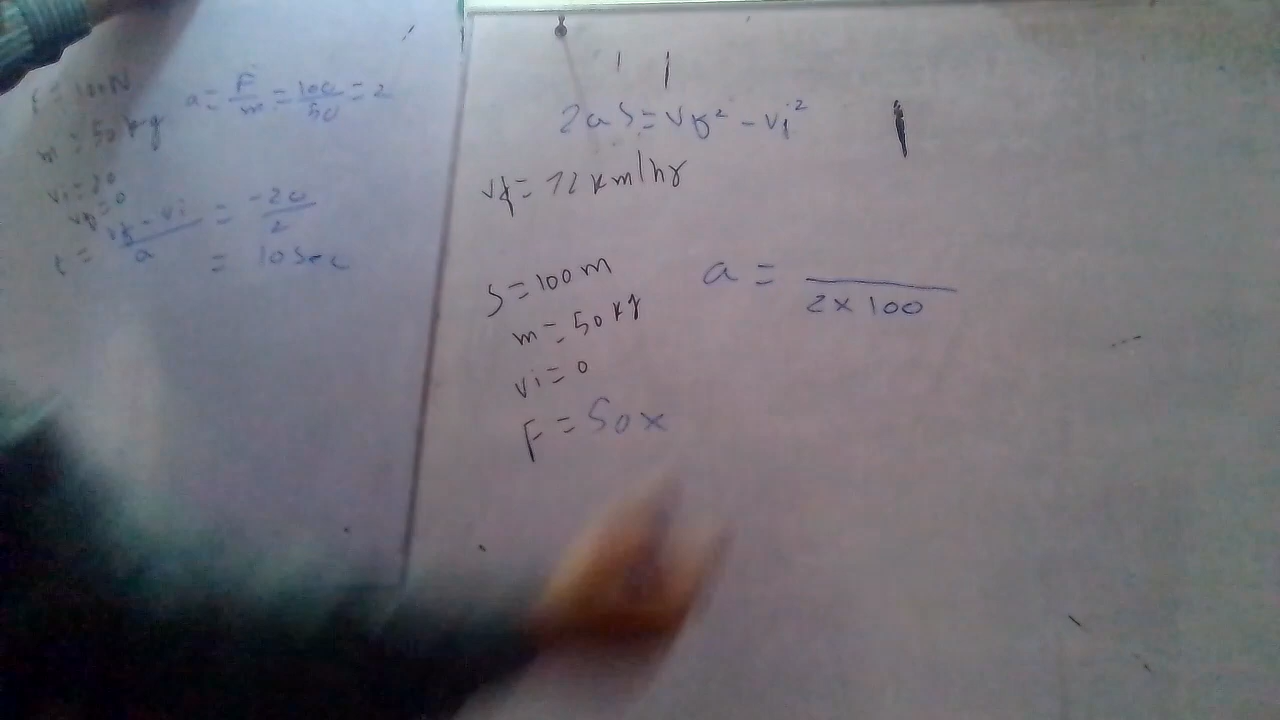 F = 100N
m = 50 kg
a = F/m = 100/50 = 2
vi = 20
vf = 0
t = vf - vi / a = -20 / 2
= 10 sec
2aS = vf² - vi²
vf = 72 km/hr
S = 100 m
m = 50 kg
vi = 0
F = 50 x
a = / 2 x 100